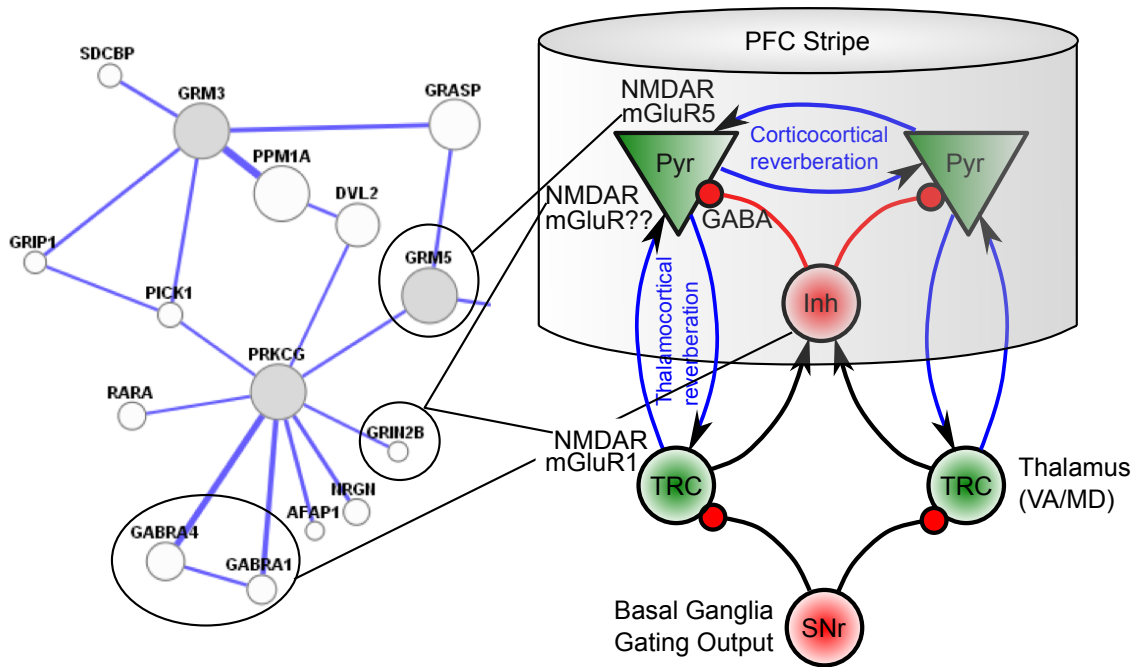 SDCBP
GRM3
GRASP
PPM1A
DVL2
GRIP1
GRM5
PICK1
PRKCG
RARA
GRIN2B
NRGN
AFAP1
GABRA4
GABRA1
PFC Stripe
NMDAR
mGluR5
Pyr
Corticocortical
reverberation
Pyr
NMDAR
mGluR??
GABA
Thalamocortical
reverberation
Inh
NMDAR
mGluR1
TRC
TRC
Thalamus
(VA/MD)
Basal Ganglia
Gating Output
SNr